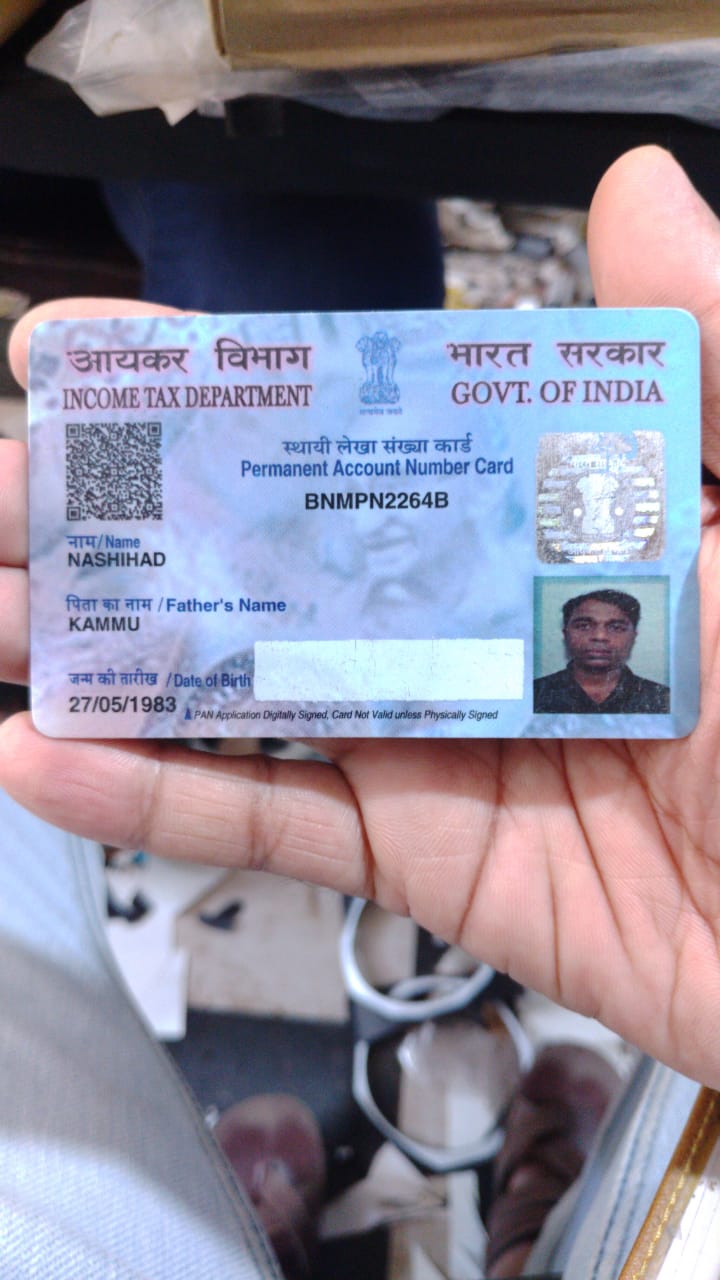 आयकर विभाग
INCOME TAX DEPARTMENT
भारत सरकार
GOVT. OF INDIA
सत्यमेव जयते
स्थायी लेखा संख्या कार्ड
Permanent Account Number Card
BNMPN2264B
नाम/Name
NASHIHAD
पिता का नाम /Father's Name
KAMMU
जन्म की तारीख /Date of Birth
27/05/1983
PAN Application Digitally Signed, Card Not Valid unless Physically Signed